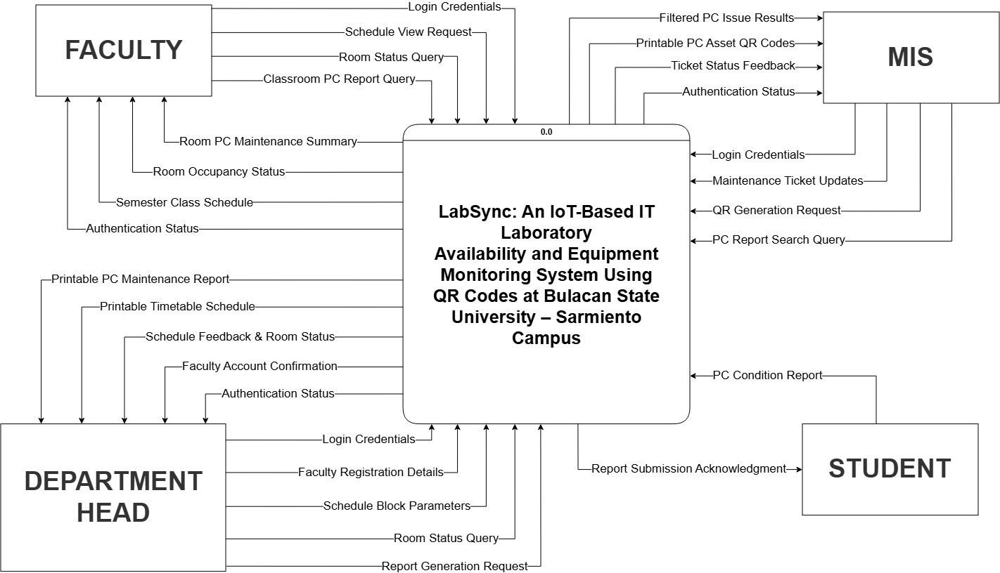 Login Credentials
Schedule View Request
Room Status Query
Classroom PC Report Query
FACULTY
Room PC Maintenance Summary
Room Occupancy Status
Semester Class Schedule
Authentication Status
Filtered PC Issue Results
Printable PC Asset QR Codes
Ticket Status Feedback
Authentication Status
MIS
Login Credentials
Maintenance Ticket Updates
QR Generation Request
PC Report Search Query
0.0
LabSync: An IoT-Based IT
Laboratory
Availability and Equipment
Monitoring System Using
QR Codes at Bulacan State
University – Sarmiento
Campus
Printable PC Maintenance Report
Printable Timetable Schedule
Schedule Feedback & Room Status
Faculty Account Confirmation
Authentication Status
DEPARTMENT
HEAD
Login Credentials
Faculty Registration Details
Schedule Block Parameters
Room Status Query
Report Generation Request
PC Condition Report
Report Submission Acknowledgment
STUDENT